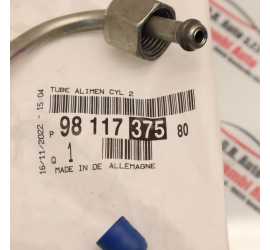 TUBE ALIMEN CYL 2
P 98 117 375 80
Q 1
MADE IN DE ALLEMAGNE
16/11/2022 - 15:04